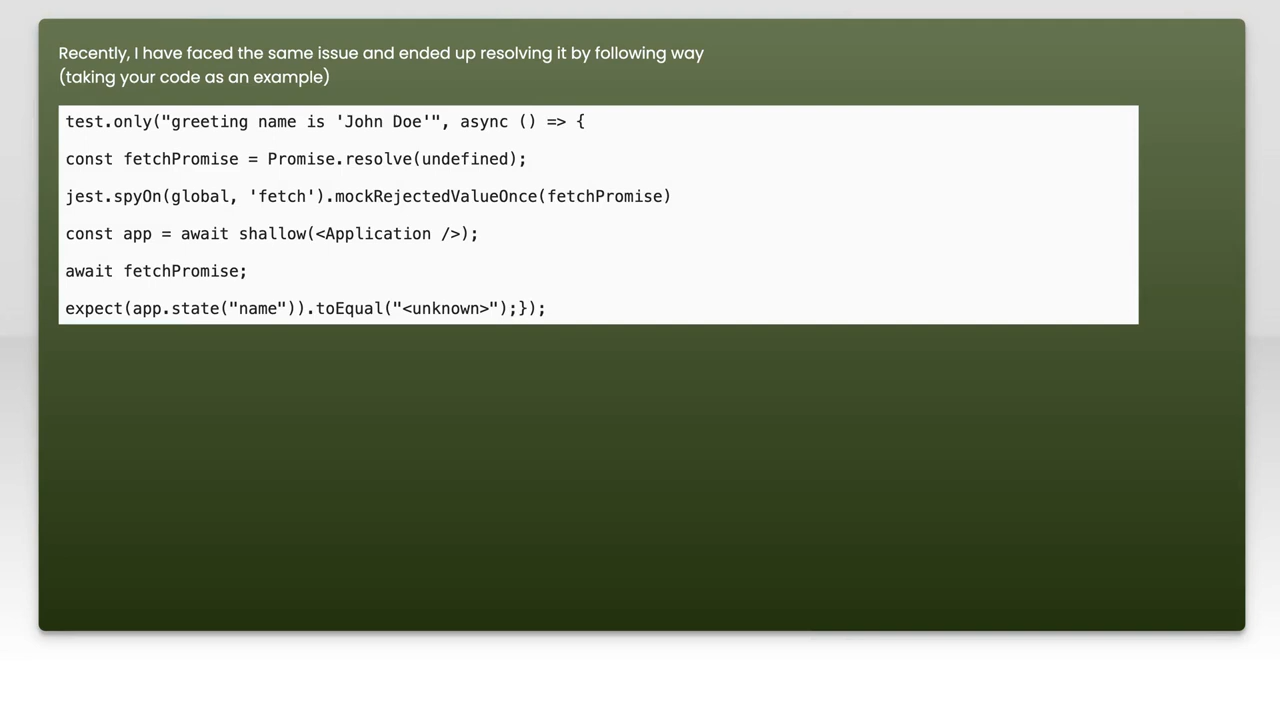 Recently, I have faced the same issue and ended up resolving it by following way
(taking your code as an example)
test.only("greeting name is 'John Doe'", async () => {
const fetchPromise = Promise.resolve(undefined);
jest.spyOn(global, 'fetch').mockRejectedValueOnce(fetchPromise)
const app = await shallow(<Application />);
await fetchPromise;
expect(app.state("name")).toEqual("<unknown>");});